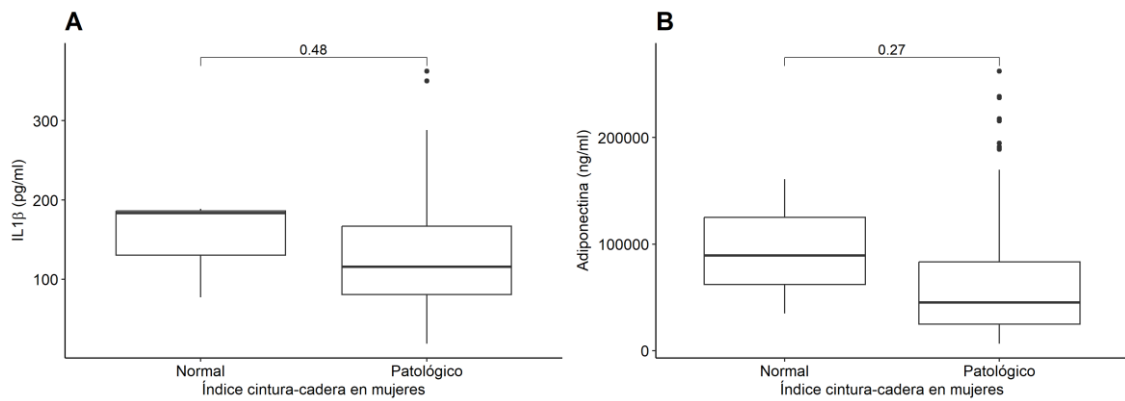 A
0.48
IL1β (pg/ml)
300
200
100
Normal
Patológico
Índice cintura-cadera en mujeres
B
0.27
Adiponectina (ng/ml)
200000
100000
0
Normal
Patológico
Índice cintura-cadera en mujeres